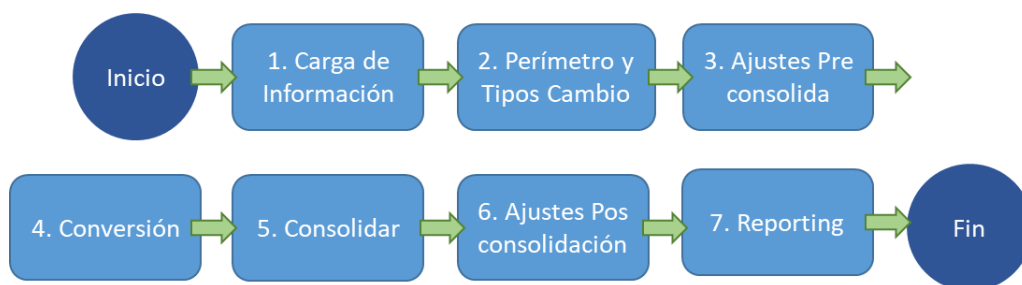 Inicio
1. Carga de
Información
2. Perímetro y
Tipos Cambio
3. Ajustes Pre
consolida
4. Conversión
5. Consolidar
6. Ajustes Pos
consolidación
7. Reporting
Fin